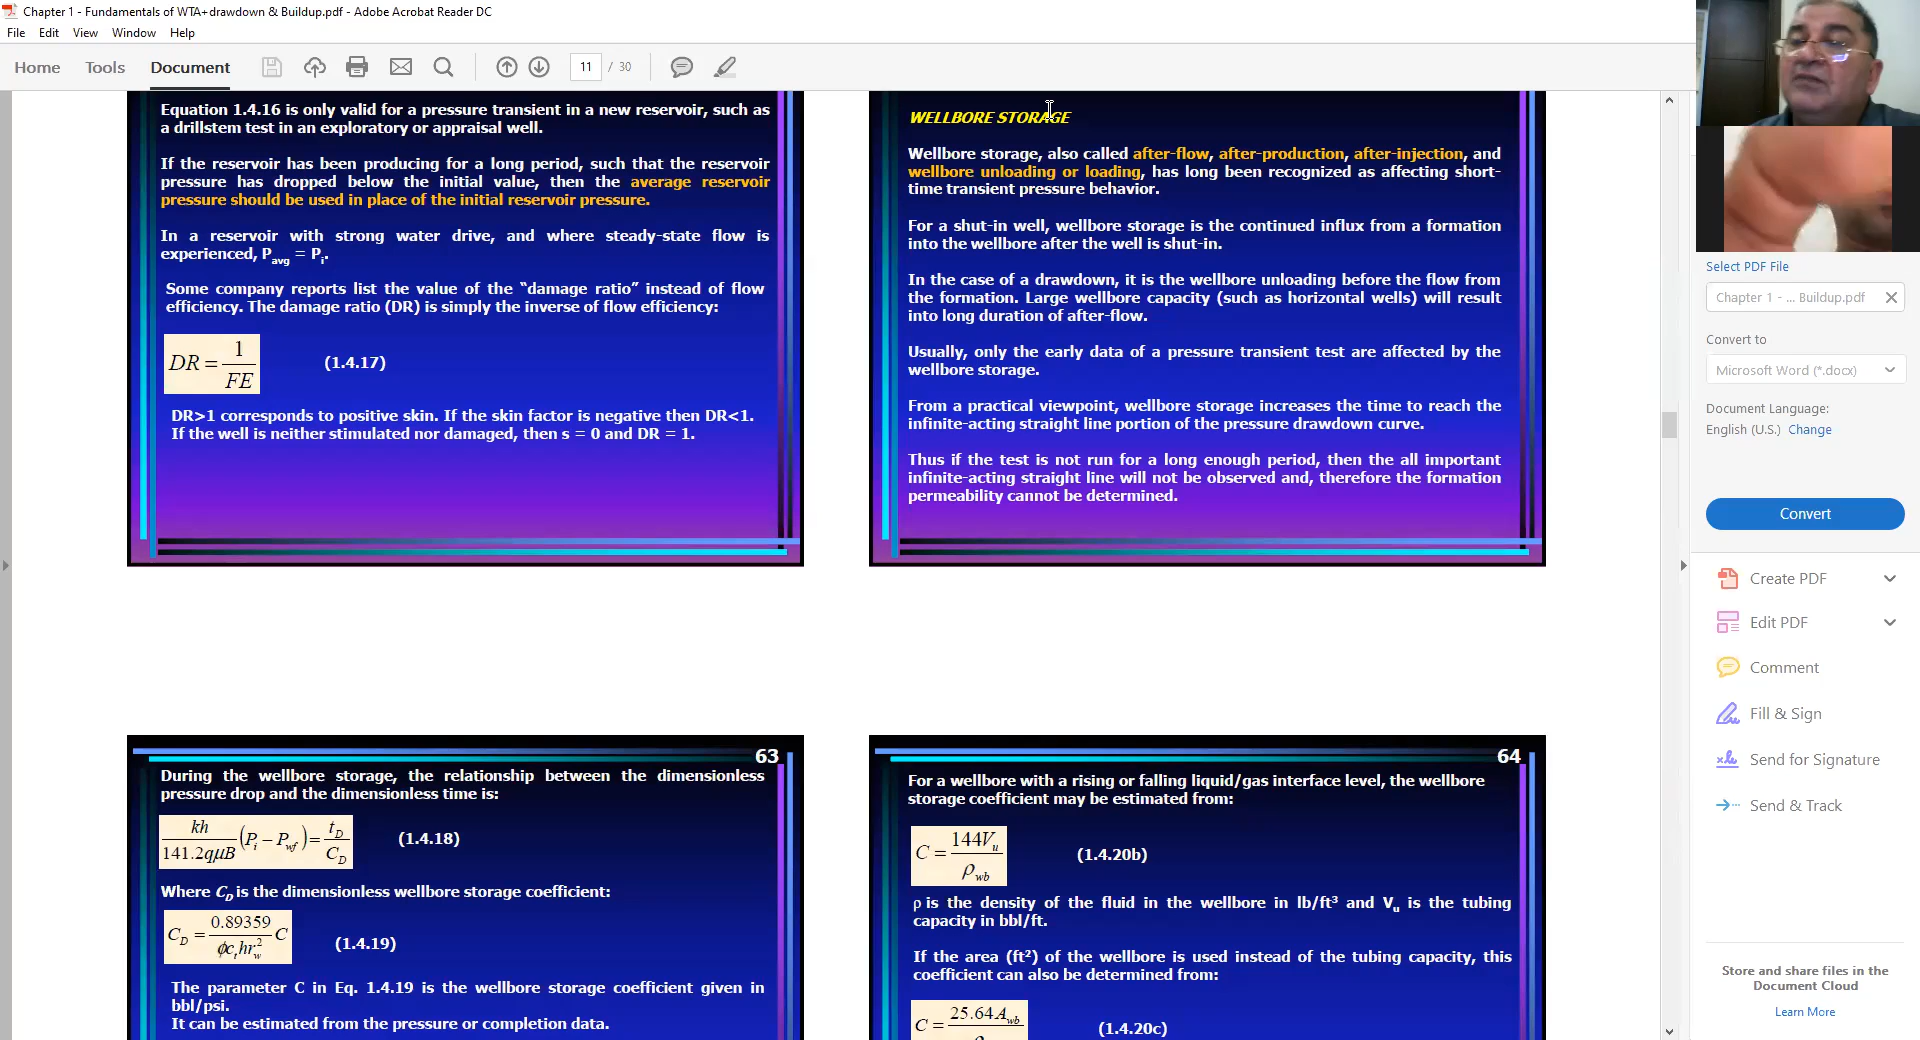 Chapter 1 - Fundamentals of WTA+drawdown & Buildup.pdf - Adobe Acrobat Reader DC
File Edit View Window Help
Home Tools Document 11 / 30
Equation 1.4.16 is only valid for a pressure transient in a new reservoir, such as
a drillstem test in an exploratory or appraisal well.
If the reservoir has been producing for a long period, such that the reservoir
pressure has dropped below the initial value, then the average reservoir
pressure should be used in place of the initial reservoir pressure.
In a reservoir with strong water drive, and where steady-state flow is
experienced, Pavg = Pi.
Some company reports list the value of the “damage ratio” instead of flow
efficiency. The damage ratio (DR) is simply the inverse of flow efficiency:
DR = 1/FE (1.4.17)
DR>1 corresponds to positive skin. If the skin factor is negative then DR<1.
If the well is neither stimulated nor damaged, then s = 0 and DR = 1.
WELLBORE STORAGE
Wellbore storage, also called after-flow, after-production, after-injection, and
wellbore unloading or loading, has long been recognized as affecting short-
time transient pressure behavior.
For a shut-in well, wellbore storage is the continued influx from a formation
into the wellbore after the well is shut-in.
In the case of a drawdown, it is the wellbore unloading before the flow from
the formation. Large wellbore capacity (such as horizontal wells) will result
into long duration of after-flow.
Usually, only the early data of a pressure transient test are affected by the
wellbore storage.
From a practical viewpoint, wellbore storage increases the time to reach the
infinite-acting straight line portion of the pressure drawdown curve.
Thus if the test is not run for a long enough period, then the all important
infinite-acting straight line will not be observed and, therefore the formation
permeability cannot be determined.
63
During the wellbore storage, the relationship between the dimensionless
pressure drop and the dimensionless time is:
kh/141.2qμB (Pi − Pwf) = tD/CD (1.4.18)
Where CD is the dimensionless wellbore storage coefficient:
CD = 0.89359/ϕcthrw² C (1.4.19)
The parameter C in Eq. 1.4.19 is the wellbore storage coefficient given in
bbl/psi.
It can be estimated from the pressure or completion data.
64
For a wellbore with a rising or falling liquid/gas interface level, the wellbore
storage coefficient may be estimated from:
C = 144Vu/ρwb (1.4.20b)
ρ is the density of the fluid in the wellbore in lb/ft³ and Vu is the tubing
capacity in bbl/ft.
If the area (ft²) of the wellbore is used instead of the tubing capacity, this
coefficient can also be determined from:
C = 25.64Awb (1.4.20c)
Select PDF File
Chapter 1 - ... Buildup.pdf
Convert to
Microsoft Word (*.docx)
Document Language:
English (U.S.) Change
Convert
Create PDF
Edit PDF
Comment
Fill & Sign
Send for Signature
Send & Track
Store and share files in the
Document Cloud
Learn More